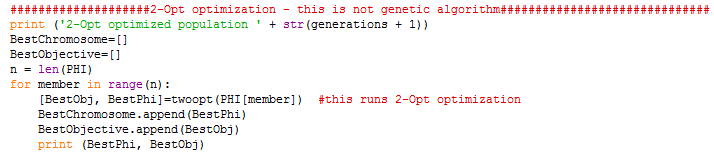 ####################2-Opt optimization - this is not genetic algorithm##############################
print ('2-Opt optimized population ' + str(generations + 1))
BestChromosome=[]
BestObjective=[]
n = len(PHI)
for member in range(n):
    [BestObj, BestPhi]=twoopt(PHI[member])  #this runs 2-Opt optimization
    BestChromosome.append(BestPhi)
    BestObjective.append(BestObj)
    print (BestPhi, BestObj)